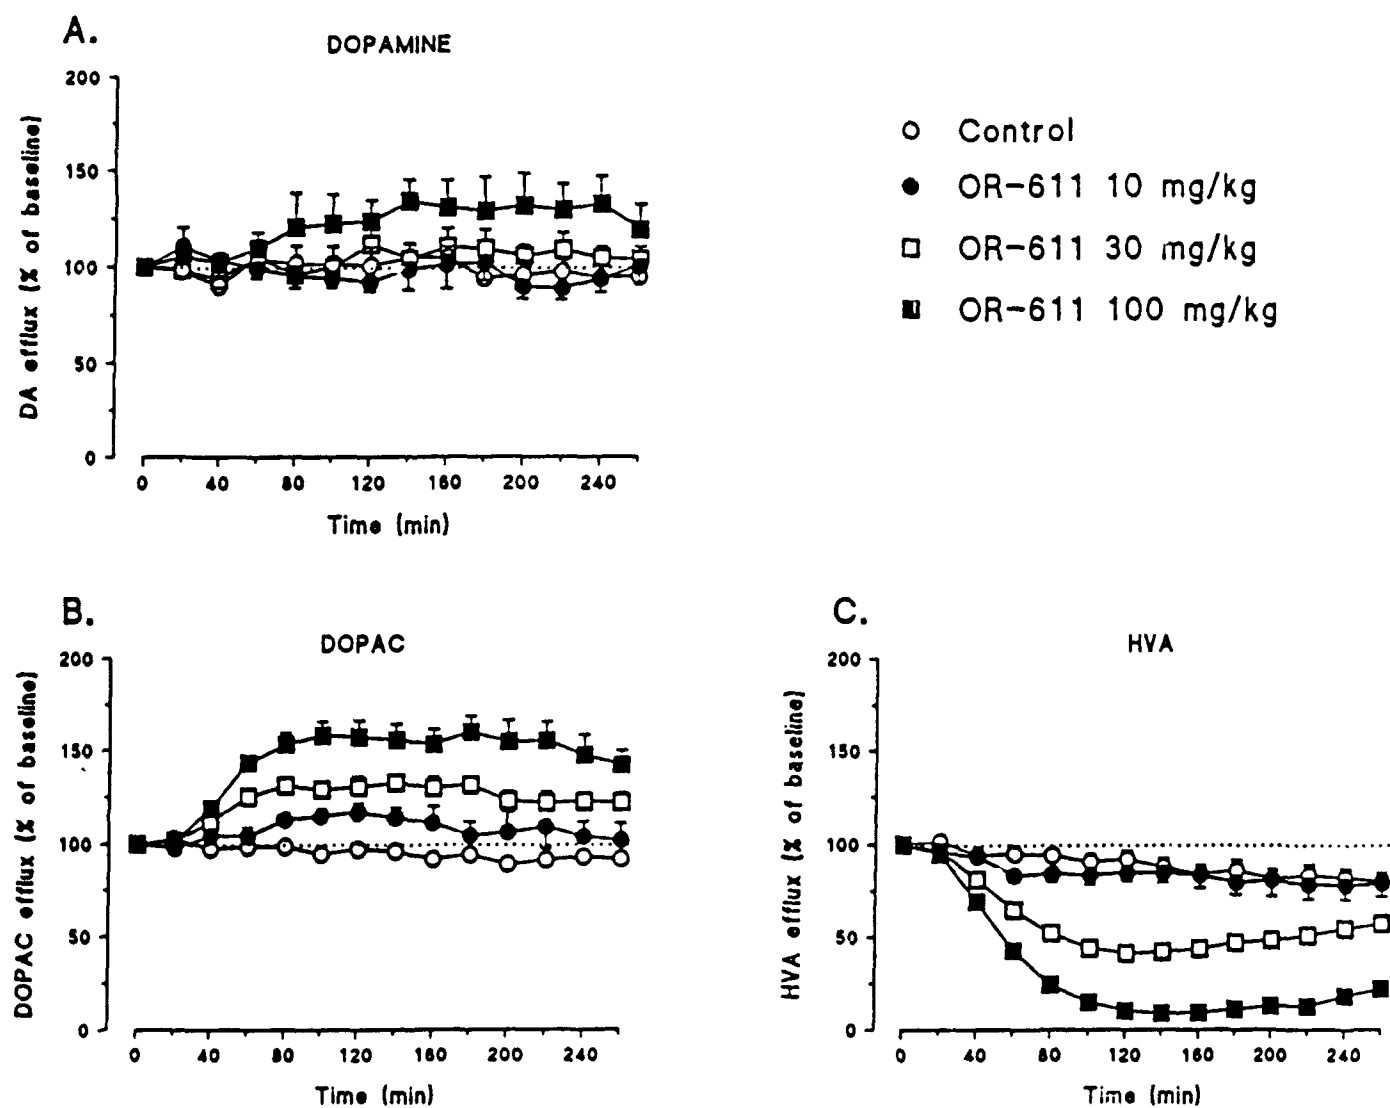 A.
DOPAMINE
DA efflux (% of baseline)
200
150
100
50
0
0 40 80 120 160 200 240
Time (min)
Control
OR-611 10 mg/kg
OR-611 30 mg/kg
OR-611 100 mg/kg
B.
DOPAC
DOPAC efflux (% of baseline)
200
150
100
50
0
0 40 80 120 160 200 240
Time (min)
C.
HVA
HVA efflux (% of baseline)
200
150
100
50
0
0 40 80 120 160 200 240
Time (min)